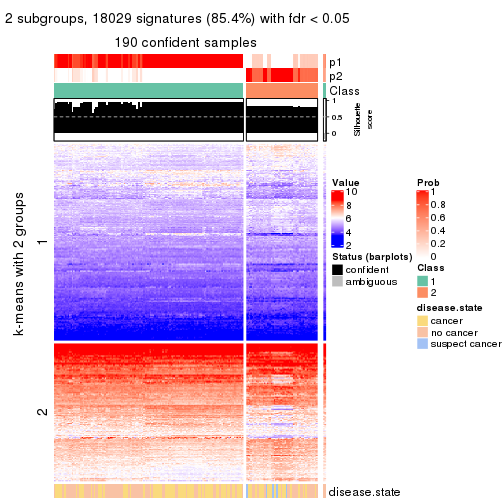 2 subgroups, 18029 signatures (85.4%) with fdr < 0.05
190 confident samples
p1
p2
Class
1
0.5
0
Silhouette
score
k-means with 2 groups
1
2
disease.state
Value
10
8
6
4
2
Status (barplots)
confident
ambiguous
Prob
1
0.8
0.6
0.4
0.2
0
Class
1
2
disease.state
cancer
no cancer
suspect cancer